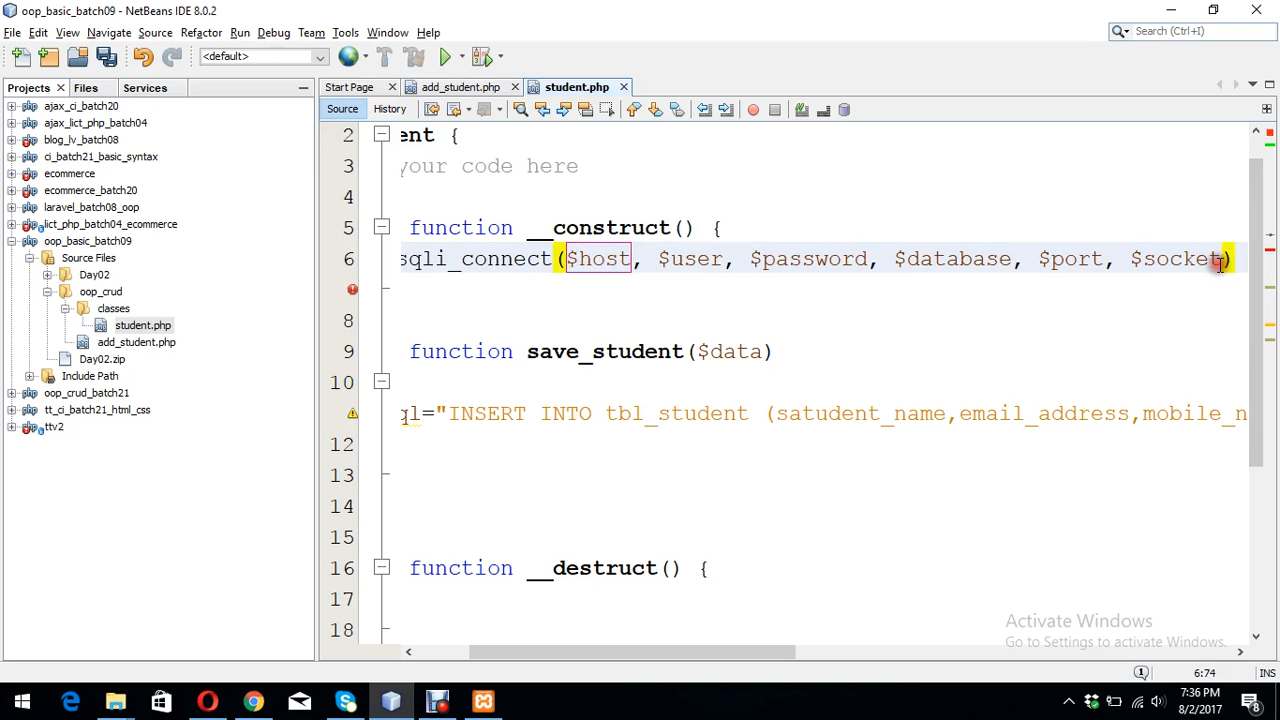 oop_basic_batch09 - NetBeans IDE 8.0.2
File Edit View Navigate Source Refactor Run Debug Team Tools Window Help
Search (Ctrl+I)
<default>
Projects Files Services
Start Page add_student.php student.php
Source History
ajax_ci_batch20
ajax_lict_php_batch04
blog_lv_batch08
ci_batch21_basic_syntax
ecommerce
ecommerce_batch20
laravel_batch08_oop
lict_php_batch04_ecommerce
oop_basic_batch09
Source Files
Day02
oop_crud
classes
student.php
add_student.php
Day02.zip
Include Path
oop_crud_batch21
tt_ci_batch21_html_css
ttv2
2 ent {
3 your code here
4
5 function __construct() {
6 sqli_connect($host, $user, $password, $database, $port, $socket)
8
9 function save_student($data)
10
ql="INSERT INTO tbl_student (satudent_name,email_address,mobile_n
12
13
14
15
16 function __destruct() {
17
18
Activate Windows
Go to Settings to activate Windows.
1 6:74 INS
7:36 PM
8/2/2017
8